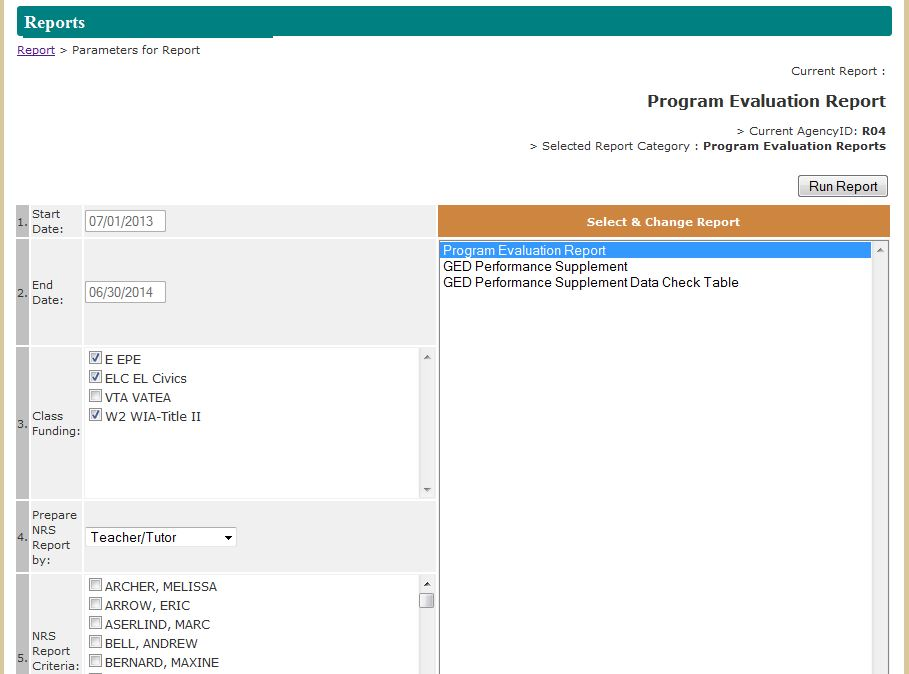 Reports
Report > Parameters for Report
Current Report :
Program Evaluation Report
> Current AgencyID: R04
> Selected Report Category : Program Evaluation Reports
Run Report
1. Start Date: 07/01/2013
Select & Change Report
Program Evaluation Report
GED Performance Supplement
GED Performance Supplement Data Check Table
2. End Date: 06/30/2014
3. Class Funding:
E EPE
ELC EL Civics
VTA VATEA
W2 WIA-Title II
4. Prepare NRS Report by: Teacher/Tutor
5. NRS Report Criteria:
ARCHER, MELISSA
ARROW, ERIC
ASERLIND, MARC
BELL, ANDREW
BERNARD, MAXINE